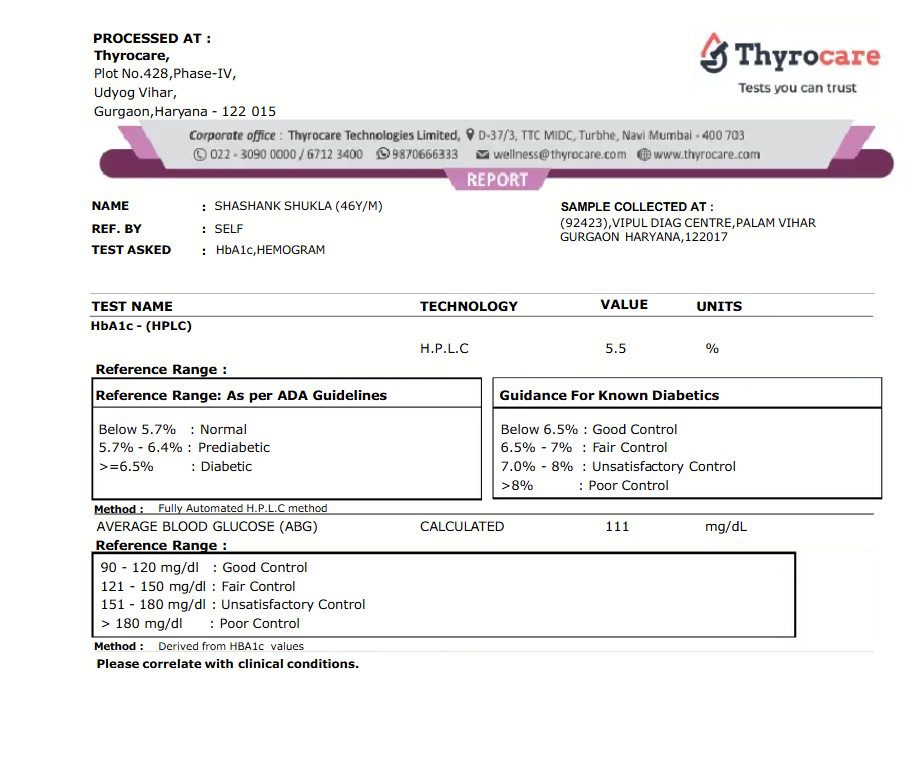 PROCESSED AT :
Thyrocare,
Plot No.428,Phase-IV,
Udyog Vihar,
Gurgaon,Haryana - 122 015
Thyrocare
Tests you can trust
Corporate office : Thyrocare Technologies Limited, D-37/3, TTC MIDC, Turbhe, Navi Mumbai - 400 703
022 - 3090 0000 / 6712 3400 9870666333 wellness@thyrocare.com www.thyrocare.com
REPORT
NAME : SHASHANK SHUKLA (46Y/M)
REF. BY : SELF
TEST ASKED : HbA1c,HEMOGRAM
SAMPLE COLLECTED AT :
(92423),VIPUL DIAG CENTRE,PALAM VIHAR
GURGAON HARYANA,122017
TEST NAME TECHNOLOGY VALUE UNITS
HbA1c - (HPLC)
H.P.L.C 5.5 %
Reference Range :
Reference Range: As per ADA Guidelines
Below 5.7% : Normal
5.7% - 6.4% : Prediabetic
>=6.5% : Diabetic
Guidance For Known Diabetics
Below 6.5% : Good Control
6.5% - 7% : Fair Control
7.0% - 8% : Unsatisfactory Control
>8% : Poor Control
Method : Fully Automated H.P.L.C method
AVERAGE BLOOD GLUCOSE (ABG) CALCULATED 111 mg/dL
Reference Range :
90 - 120 mg/dl : Good Control
121 - 150 mg/dl : Fair Control
151 - 180 mg/dl : Unsatisfactory Control
> 180 mg/dl : Poor Control
Method : Derived from HBA1c values
Please correlate with clinical conditions.